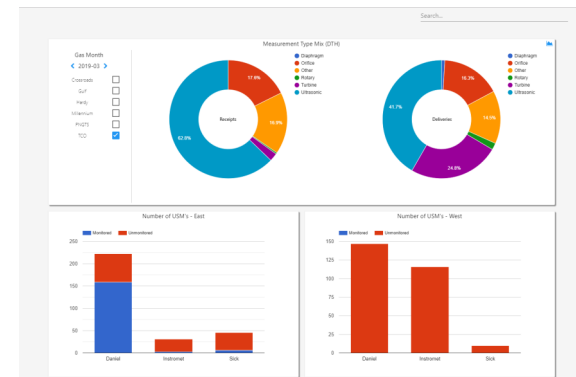 Search...
Measurement Type Mix (DTH)
Gas Month
2019-03
Crossroads
Gulf
Hardy
Millennium
PNGTS
TCO
17.9%
62.0%
Receipts
Diaphragm
Orifice
Other
Rotary
Turbine
Ultrasonic
16.3%
14.5%
24.8%
41.7%
Deliveries
Diaphragm
Orifice
Other
Rotary
Turbine
Ultrasonic
Number of USM's - East
Monitored Unmonitored
250
200
150
100
50
0
Daniel Instromet Sick
Number of USM's - West
Monitored Unmonitored
150
125
100
75
50
25
0
Daniel Instromet Sick